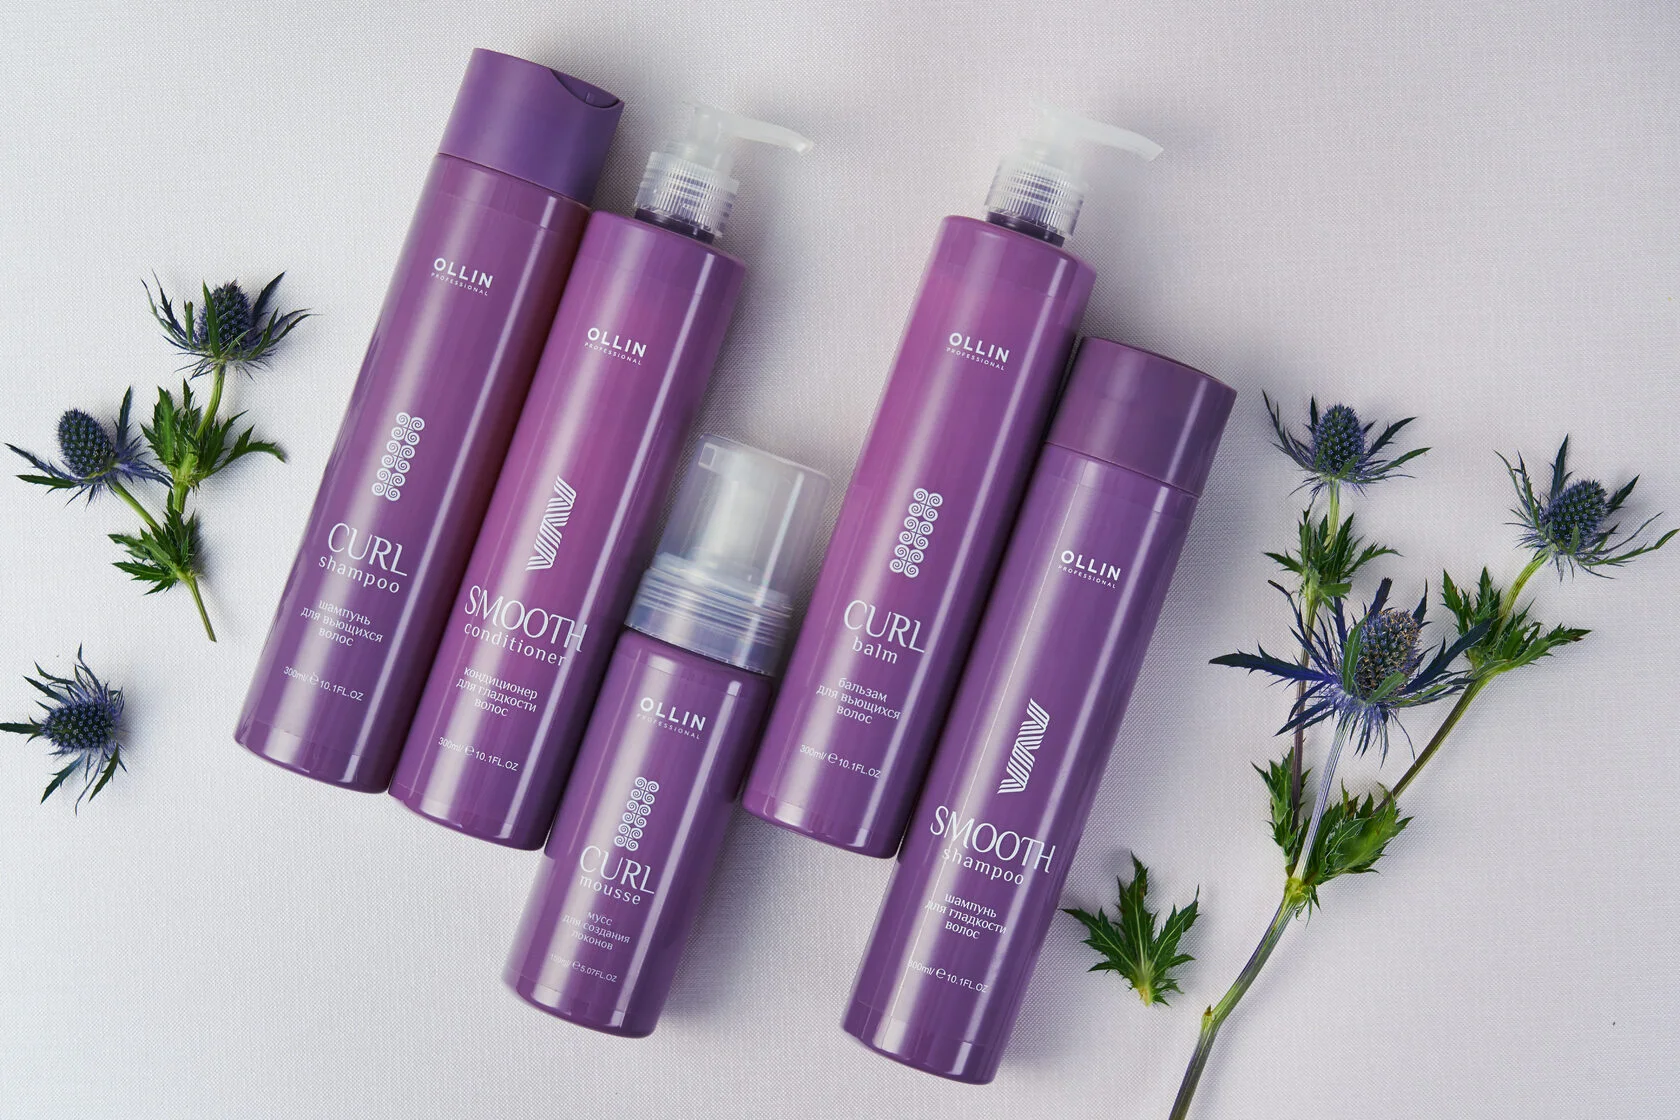 OLLIN
PROFESSIONAL
CURL
shampoo
шампунь
для вьющихся
волос
300ml/ ℮ 10.1FL.OZ
OLLIN
PROFESSIONAL
SMOOTH
conditioner
кондиционер
для гладкости
волос
300ml/ ℮ 10.1FL.OZ
OLLIN
PROFESSIONAL
CURL
mousse
мусс
для создания
локонов
℮ 5.07FL.OZ
OLLIN
PROFESSIONAL
CURL
balm
бальзам
для вьющихся
волос
300ml/ ℮ 10.1FL.OZ
OLLIN
PROFESSIONAL
SMOOTH
shampoo
шампунь
для гладкости
волос
300ml/ ℮ 10.1FL.OZ